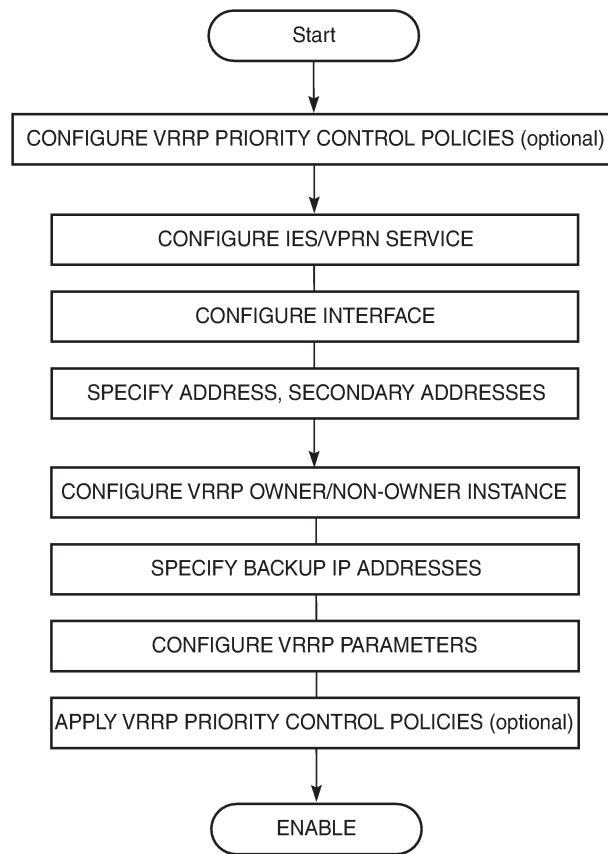 Start
CONFIGURE VRRP PRIORITY CONTROL POLICIES (optional)
CONFIGURE IES/VPRN SERVICE
CONFIGURE INTERFACE
SPECIFY ADDRESS, SECONDARY ADDRESSES
CONFIGURE VRRP OWNER/NON-OWNER INSTANCE
SPECIFY BACKUP IP ADDRESSES
CONFIGURE VRRP PARAMETERS
APPLY VRRP PRIORITY CONTROL POLICIES (optional)
ENABLE